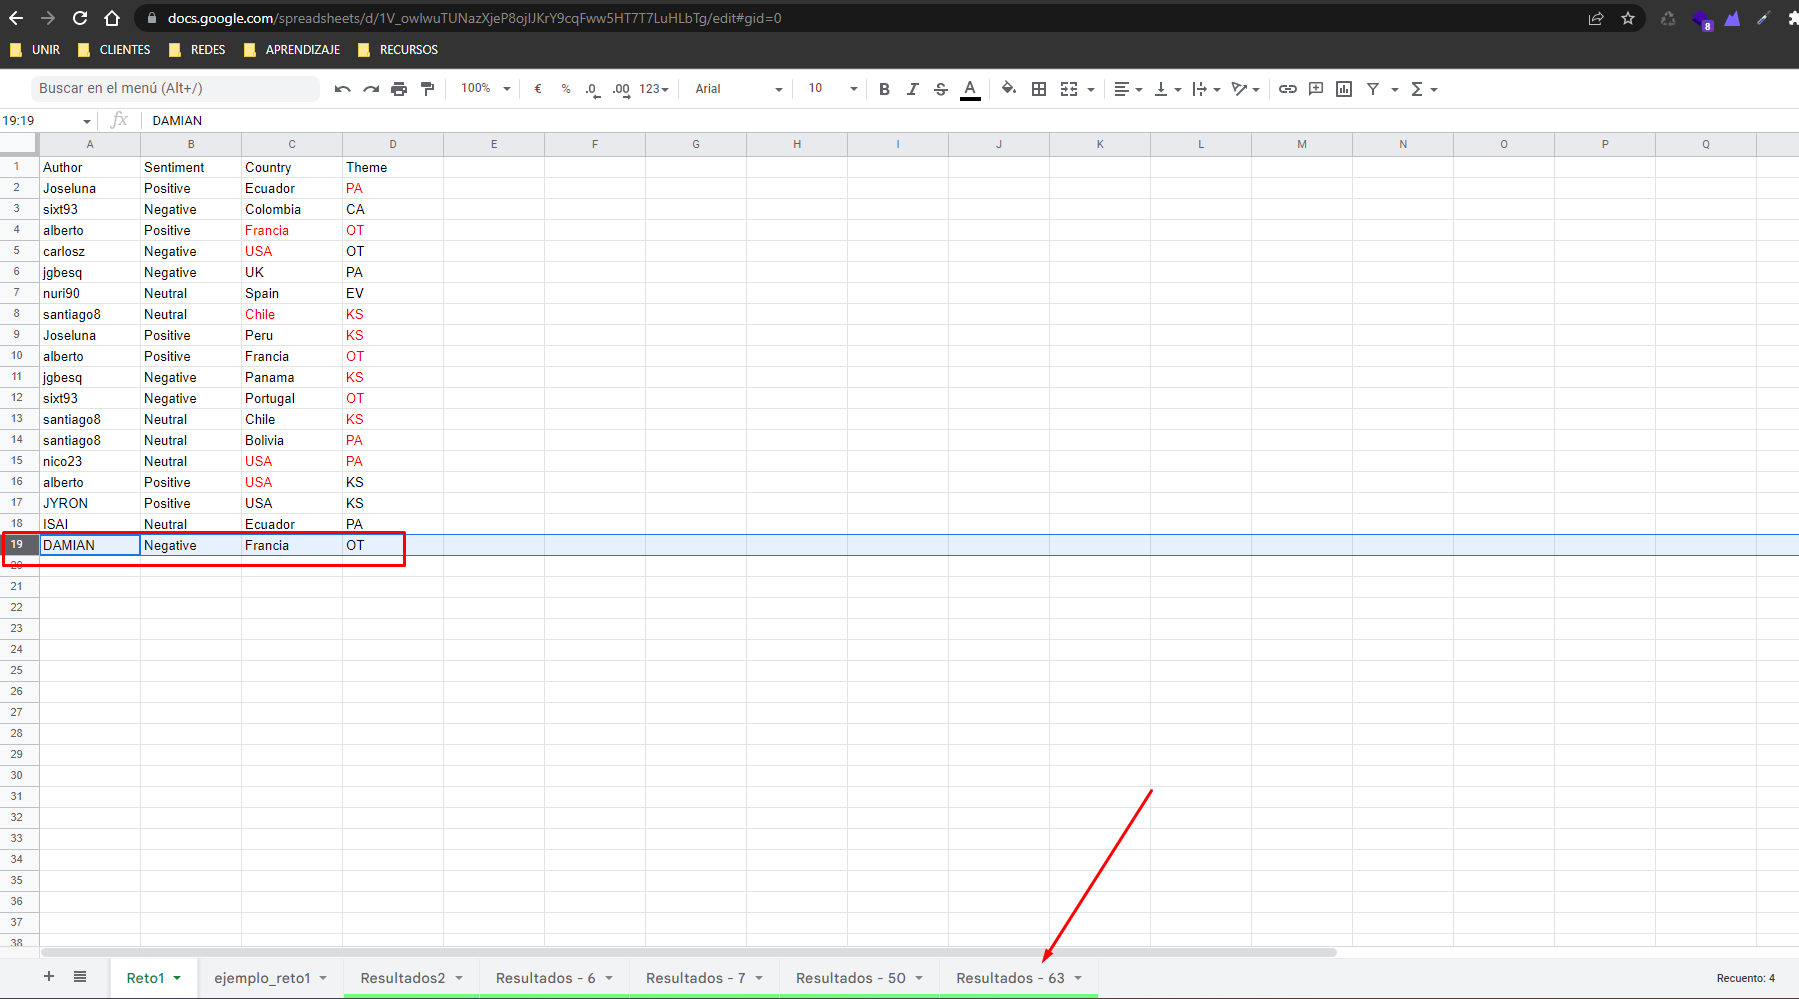 docs.google.com/spreadsheets/d/1V_owlwuTUNazXjeP8ojlJKrY9cqFww5HT7T7LuHLbTg/edit#gid=0
8
UNIR CLIENTES REDES APRENDIZAJE RECURSOS
Buscar en el menú (Alt+/) 100% € % .0 .00 123 Arial 10 B I S A
19:19 fx DAMIAN
A B C D E F G H I J K L M N O P Q
1 Author Sentiment Country Theme
2 Joseluna Positive Ecuador PA
3 sixt93 Negative Colombia CA
4 alberto Positive Francia OT
5 carlosz Negative USA OT
6 jgbesq Negative UK PA
7 nuri90 Neutral Spain EV
8 santiago8 Neutral Chile KS
9 Joseluna Positive Peru KS
10 alberto Positive Francia OT
11 jgbesq Negative Panama KS
12 sixt93 Negative Portugal OT
13 santiago8 Neutral Chile KS
14 santiago8 Neutral Bolivia PA
15 nico23 Neutral USA PA
16 alberto Positive USA KS
17 JYRON Positive USA KS
18 ISAI Neutral Ecuador PA
19 DAMIAN Negative Francia OT
20
21
22
23
24
25
26
27
28
29
30
31
32
33
34
35
36
37
38
Reto1 ejemplo_reto1 Resultados2 Resultados - 6 Resultados - 7 Resultados - 50 Resultados - 63 Recuento: 4